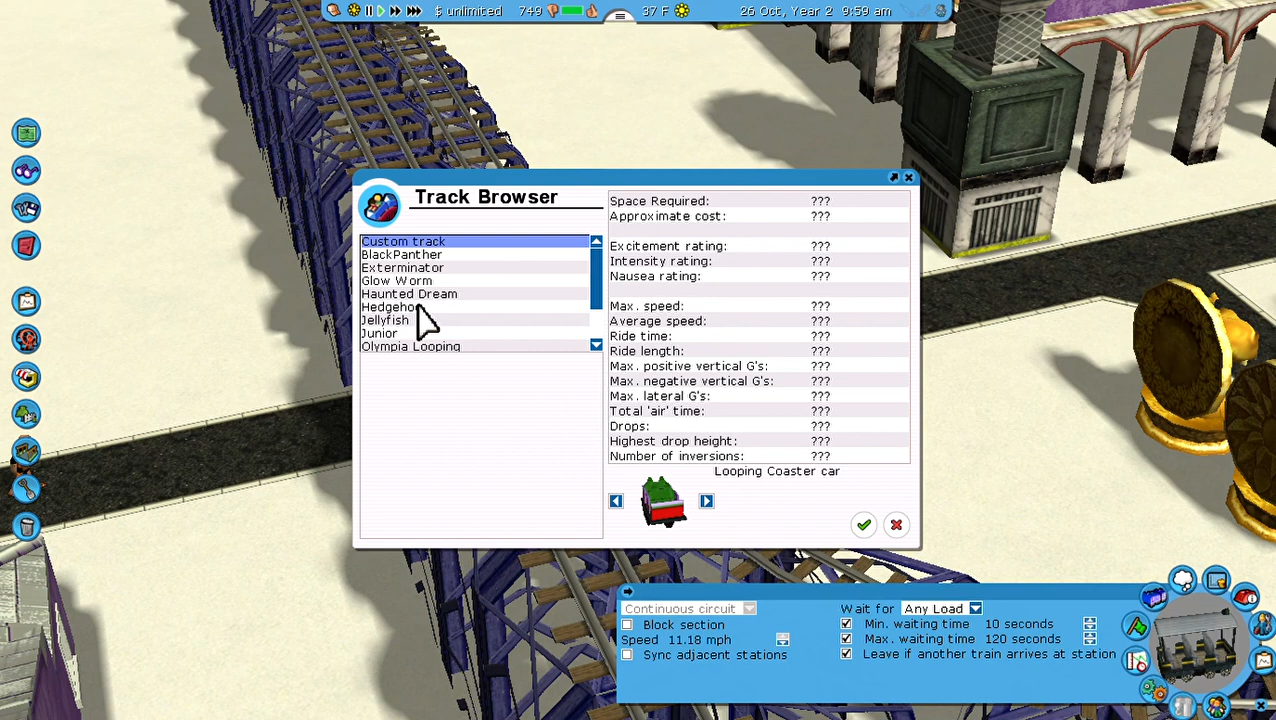 $ unlimited 749 37 F 26 Oct, Year 2 9:59 am
Track Browser
Custom track
BlackPanther
Exterminator
Glow Worm
Haunted Dream
Jellyfish
Junior
Olympia Looping
Space Required: ???
Approximate cost: ???
Excitement rating: ???
Intensity rating: ???
Nausea rating: ???
Max. speed: ???
Average speed: ???
Ride time: ???
Ride length: ???
Max. positive vertical G's: ???
Max. negative vertical G's: ???
Max. lateral G's: ???
Total 'air' time: ???
Drops: ???
Highest drop height: ???
Number of inversions: ???
Looping Coaster car
Continuous circuit
Block section
Speed 11.18 mph
Sync adjacent stations
Wait for Any Load
Min. waiting time 10 seconds
Max. waiting time 120 seconds
Leave if another train arrives at station